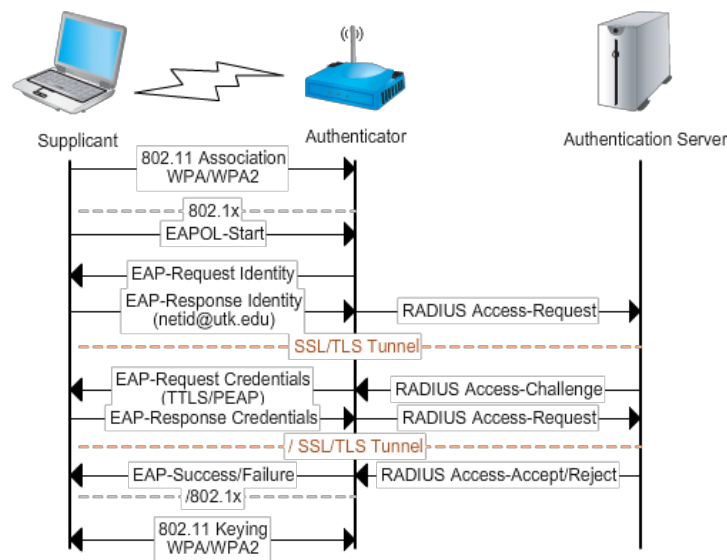 Supplicant
Authenticator
Authentication Server
802.11 Association
WPA/WPA2
802.1x
EAPOL-Start
EAP-Request Identity
EAP-Response Identity
(netid@utk.edu)
RADIUS Access-Request
SSL/TLS Tunnel
EAP-Request Credentials
(TTLS/PEAP)
RADIUS Access-Challenge
EAP-Response Credentials
RADIUS Access-Request
/ SSL/TLS Tunnel
EAP-Success/Failure
RADIUS Access-Accept/Reject
/802.1x
802.11 Keying
WPA/WPA2